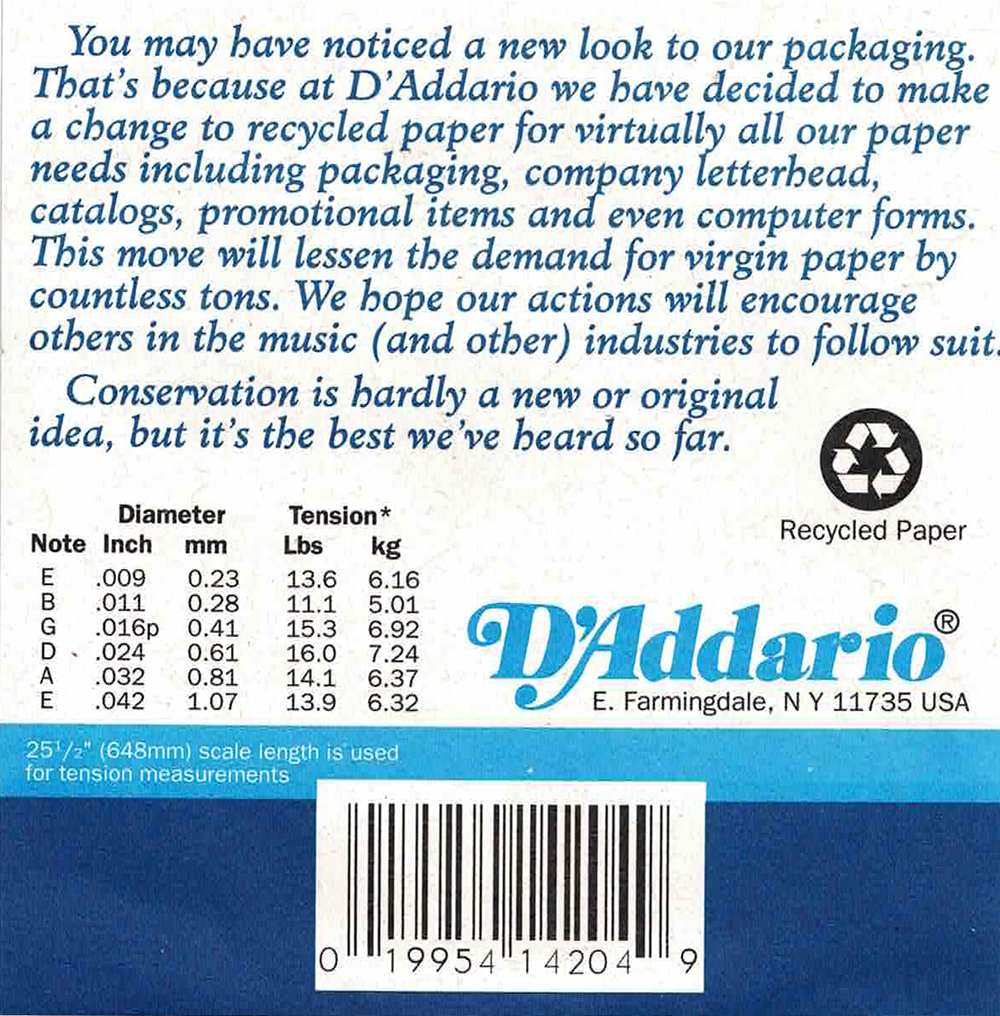 You may have noticed a new look to our packaging.
That's because at D'Addario we have decided to make
a change to recycled paper for virtually all our paper
needs including packaging, company letterhead,
catalogs, promotional items and even computer forms.
This move will lessen the demand for virgin paper by
countless tons. We hope our actions will encourage
others in the music (and other) industries to follow suit.
Conservation is hardly a new or original
idea, but it's the best we've heard so far.
Recycled Paper
Diameter Tension*
Note Inch mm Lbs kg
E .009 0.23 13.6 6.16
B .011 0.28 11.1 5.01
G .016p 0.41 15.3 6.92
D .024 0.61 16.0 7.24
A .032 0.81 14.1 6.37
E .042 1.07 13.9 6.32
D'Addario®
E. Farmingdale, N Y 11735 USA
25 1/2" (648mm) scale length is used
for tension measurements
0 19954 14204 9